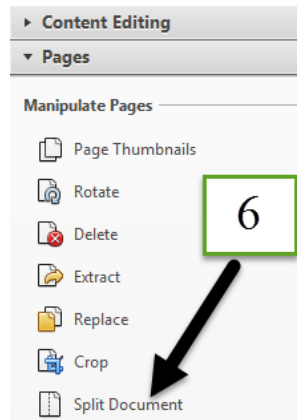 Content Editing
Pages
Manipulate Pages
Page Thumbnails
Rotate
6
Delete
Extract
Replace
Crop
Split Document